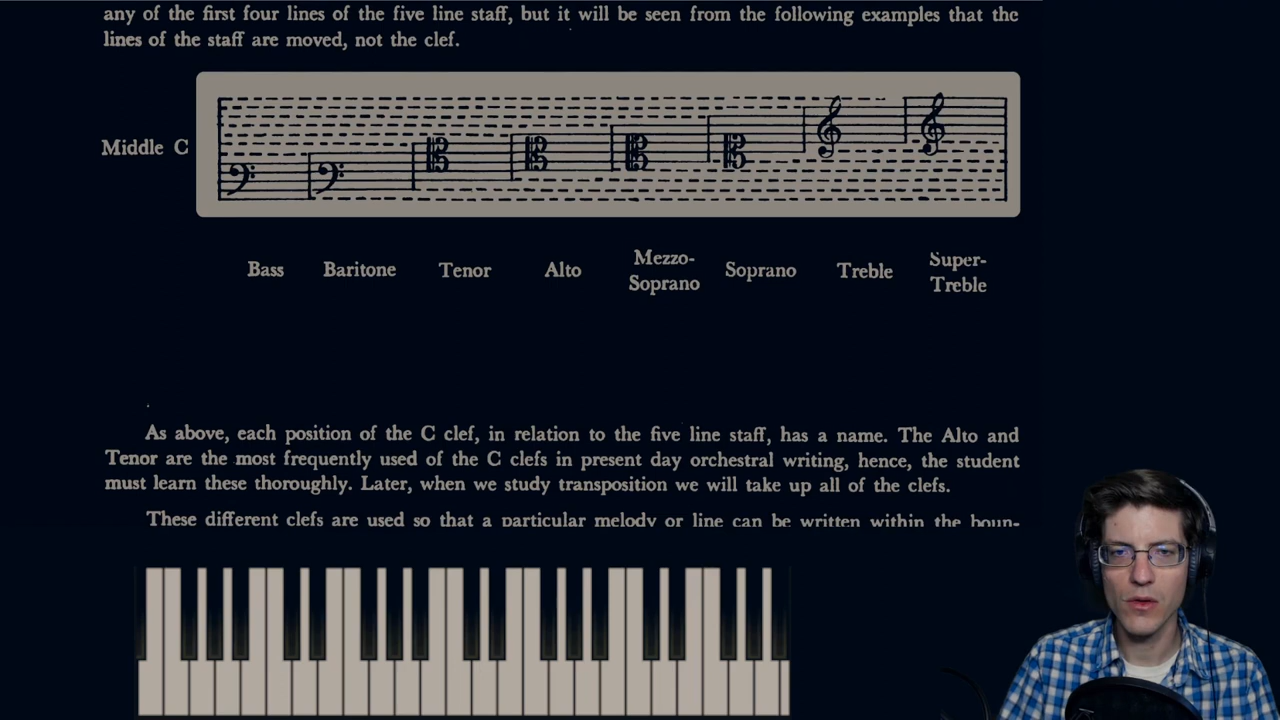 any of the first four lines of the five line staff, but it will be seen from the following examples that the
lines of the staff are moved, not the clef.
Middle C
Bass Baritone Tenor Alto Mezzo-Soprano Soprano Treble Super-Treble
As above, each position of the C clef, in relation to the five line staff, has a name. The Alto and
Tenor are the most frequently used of the C clefs in present day orchestral writing, hence, the student
must learn these thoroughly. Later, when we study transposition we will take up all of the clefs.
These different clefs are used so that a particular melody or line can be written within the boun-